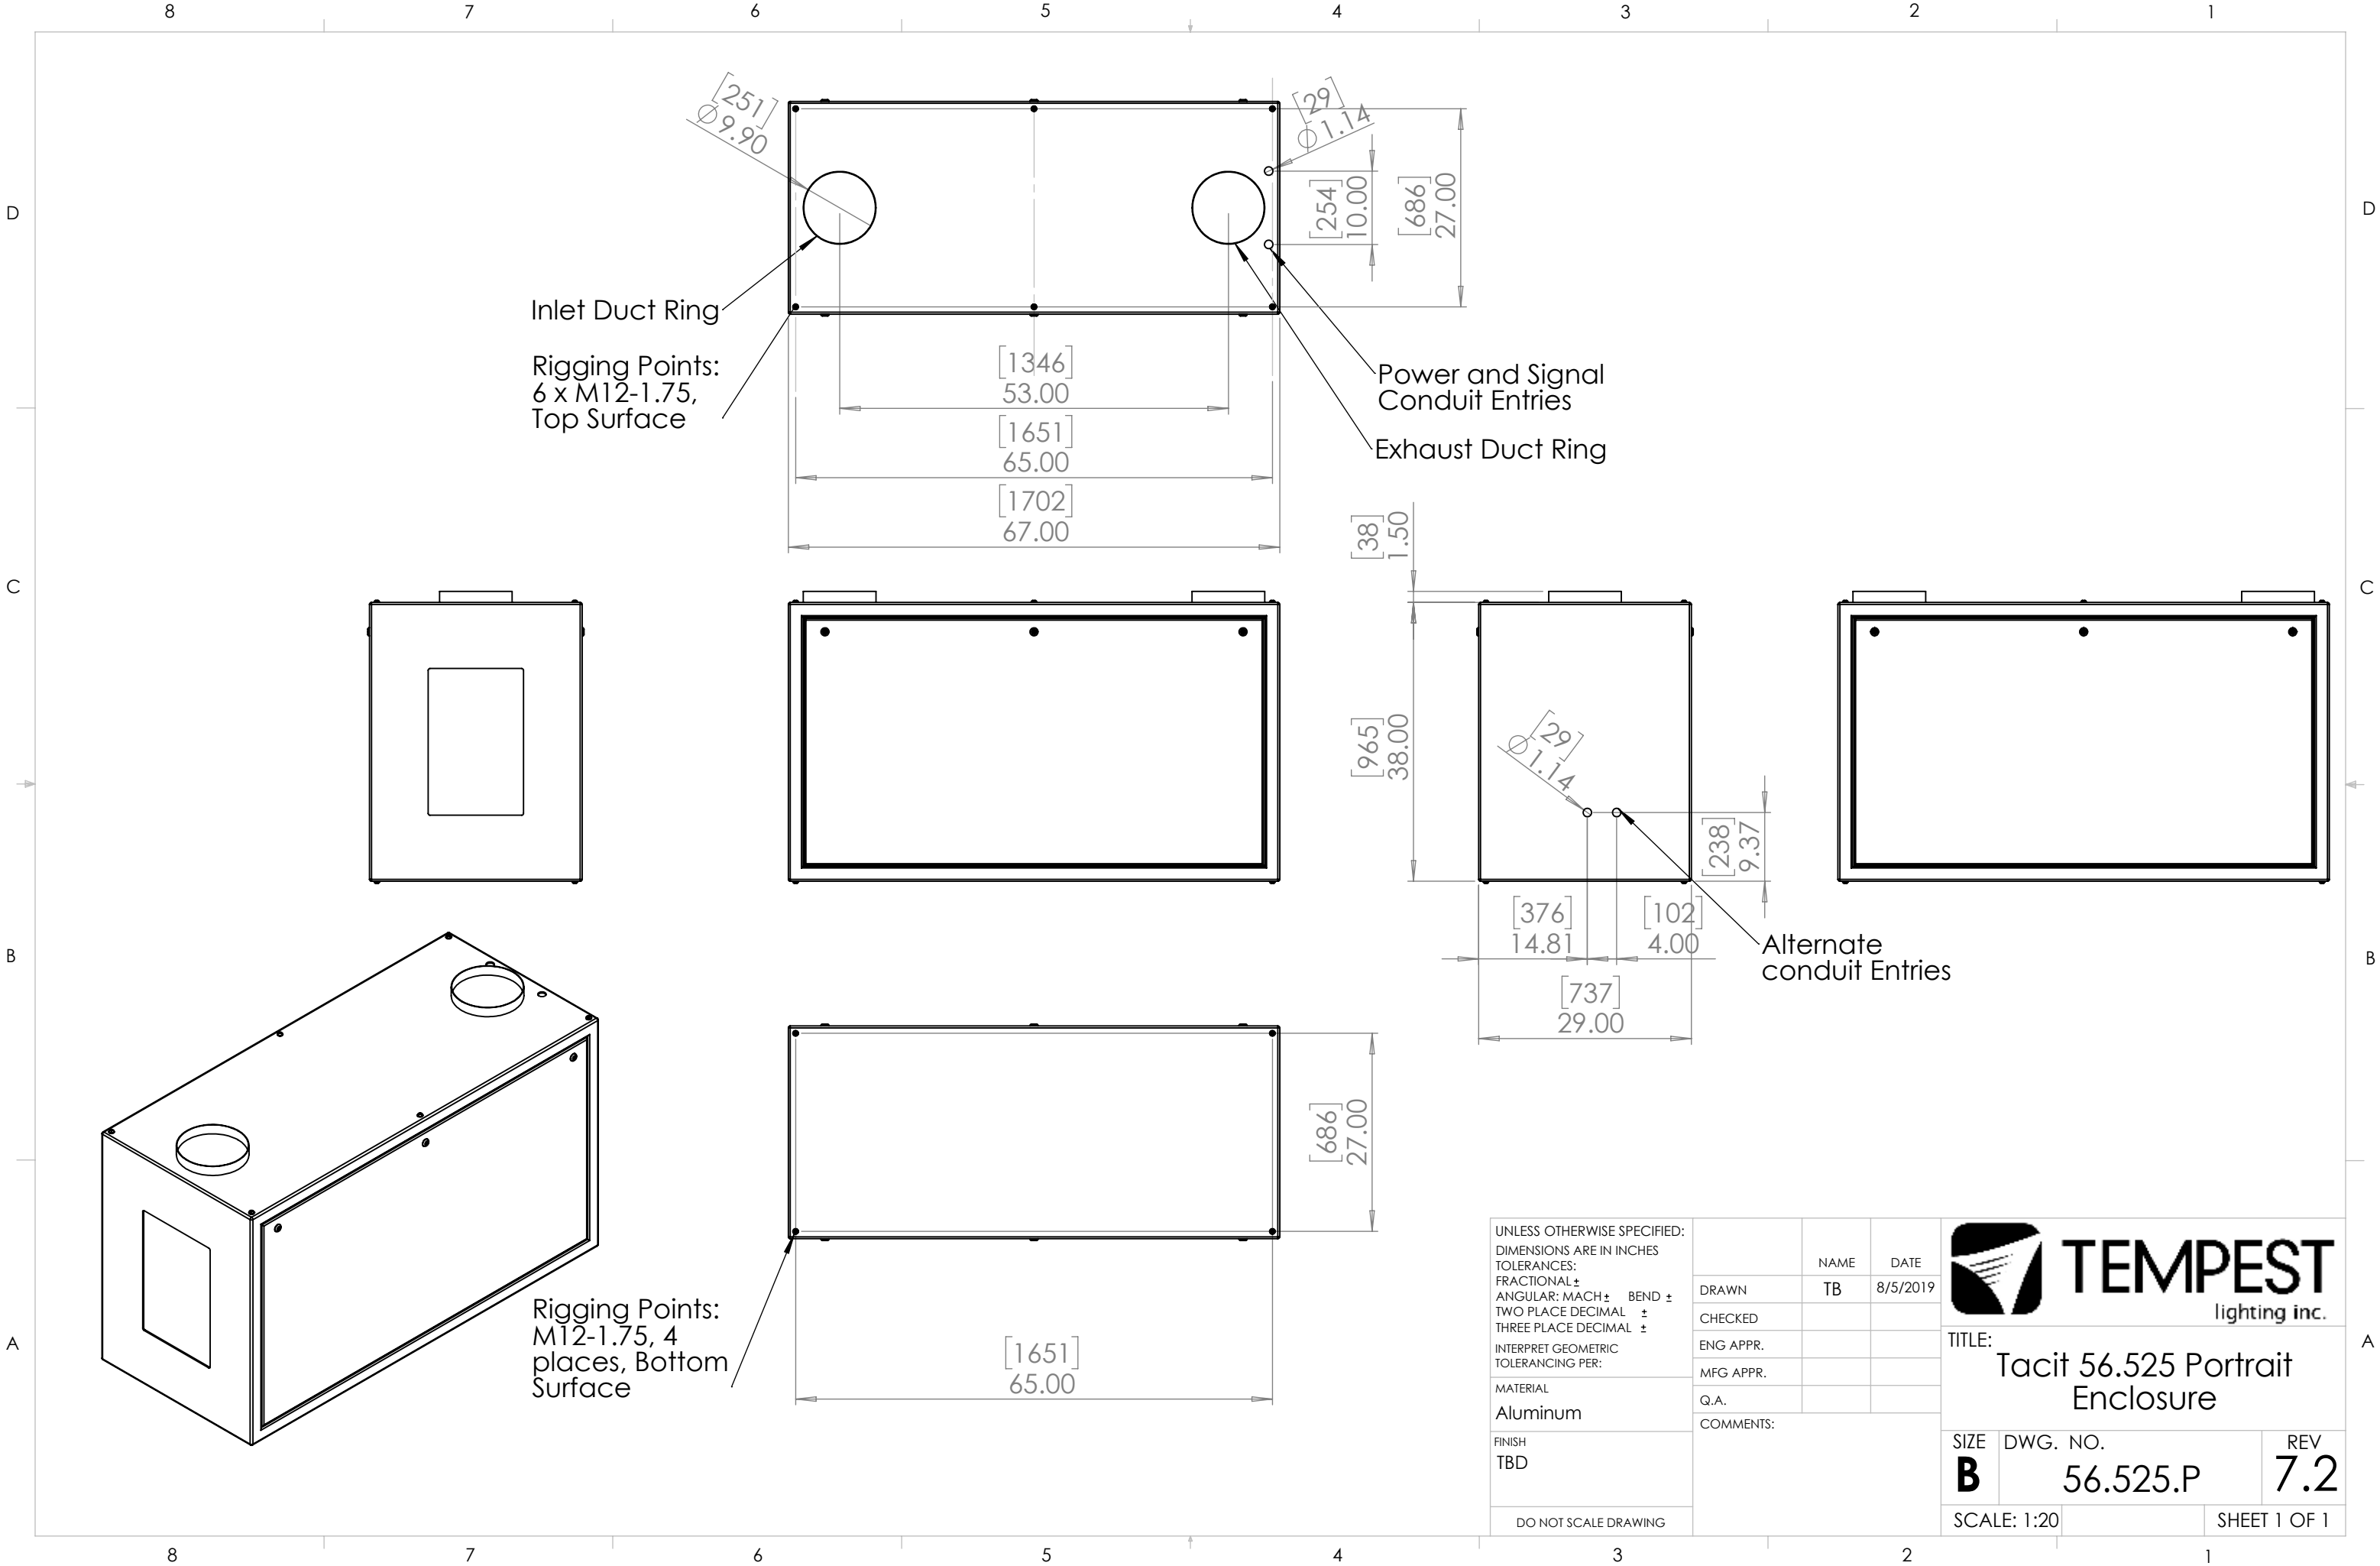 8 7 6 5 4 3 2 1
[251]
∅9.90
[29]
∅1.14
[254]
10.00
[686]
27.00
D D
Inlet Duct Ring
Rigging Points:
6 x M12-1.75,
Top Surface
[1346]
53.00
[1651]
65.00
[1702]
67.00
Power and Signal
Conduit Entries
Exhaust Duct Ring
C C
[38]
1.50
[965]
38.00
[29]
∅1.14
[238]
9.37
[376]
14.81
[102]
4.00
[737]
29.00
Alternate
conduit Entries
B B
[686]
27.00
Rigging Points:
M12-1.75, 4
places, Bottom
Surface
[1651]
65.00
A A
UNLESS OTHERWISE SPECIFIED:
DIMENSIONS ARE IN INCHES
TOLERANCES:
FRACTIONAL ±
ANGULAR: MACH ± BEND ±
TWO PLACE DECIMAL ±
THREE PLACE DECIMAL ±
INTERPRET GEOMETRIC
TOLERANCING PER:
MATERIAL
Aluminum
FINISH
TBD
DO NOT SCALE DRAWING
NAME DATE
DRAWN TB 8/5/2019
CHECKED
ENG APPR.
MFG APPR.
Q.A.
COMMENTS:
TEMPEST
lighting inc.
TITLE:
Tacit 56.525 Portrait
Enclosure
SIZE DWG. NO. REV
B 56.525.P 7.2
SCALE: 1:20 SHEET 1 OF 1
8 7 6 5 4 3 2 1